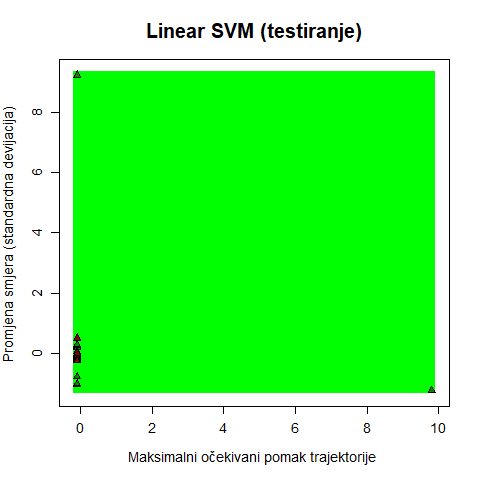 Linear SVM (testiranje)
Promjena smjera (standardna devijacija)
8
6
4
2
0
0 2 4 6 8 10
Maksimalni očekivani pomak trajektorije